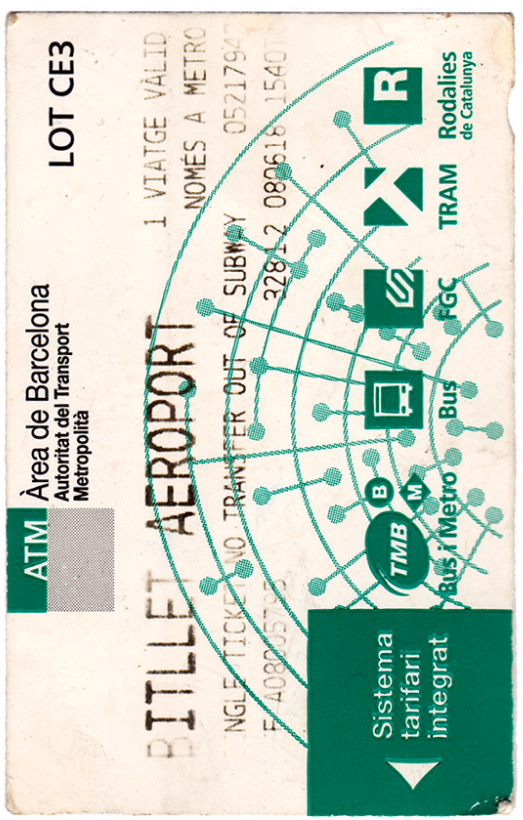 ATM
Àrea de Barcelona
Autoritat del Transport
Metropolità
LOT CE3
BITLLET AEROPORT
1 VIATGE VÀLID
NOMÉS A METRO
NGLE TICKET NO TRANSFER OUT OF SUBWAY 0521794
32812 080618 1540
TMB
B
M
Bus i Metro
Bus
FGC
TRAM
R
Rodalies
de Catalunya
Sistema
tarifari
integrat